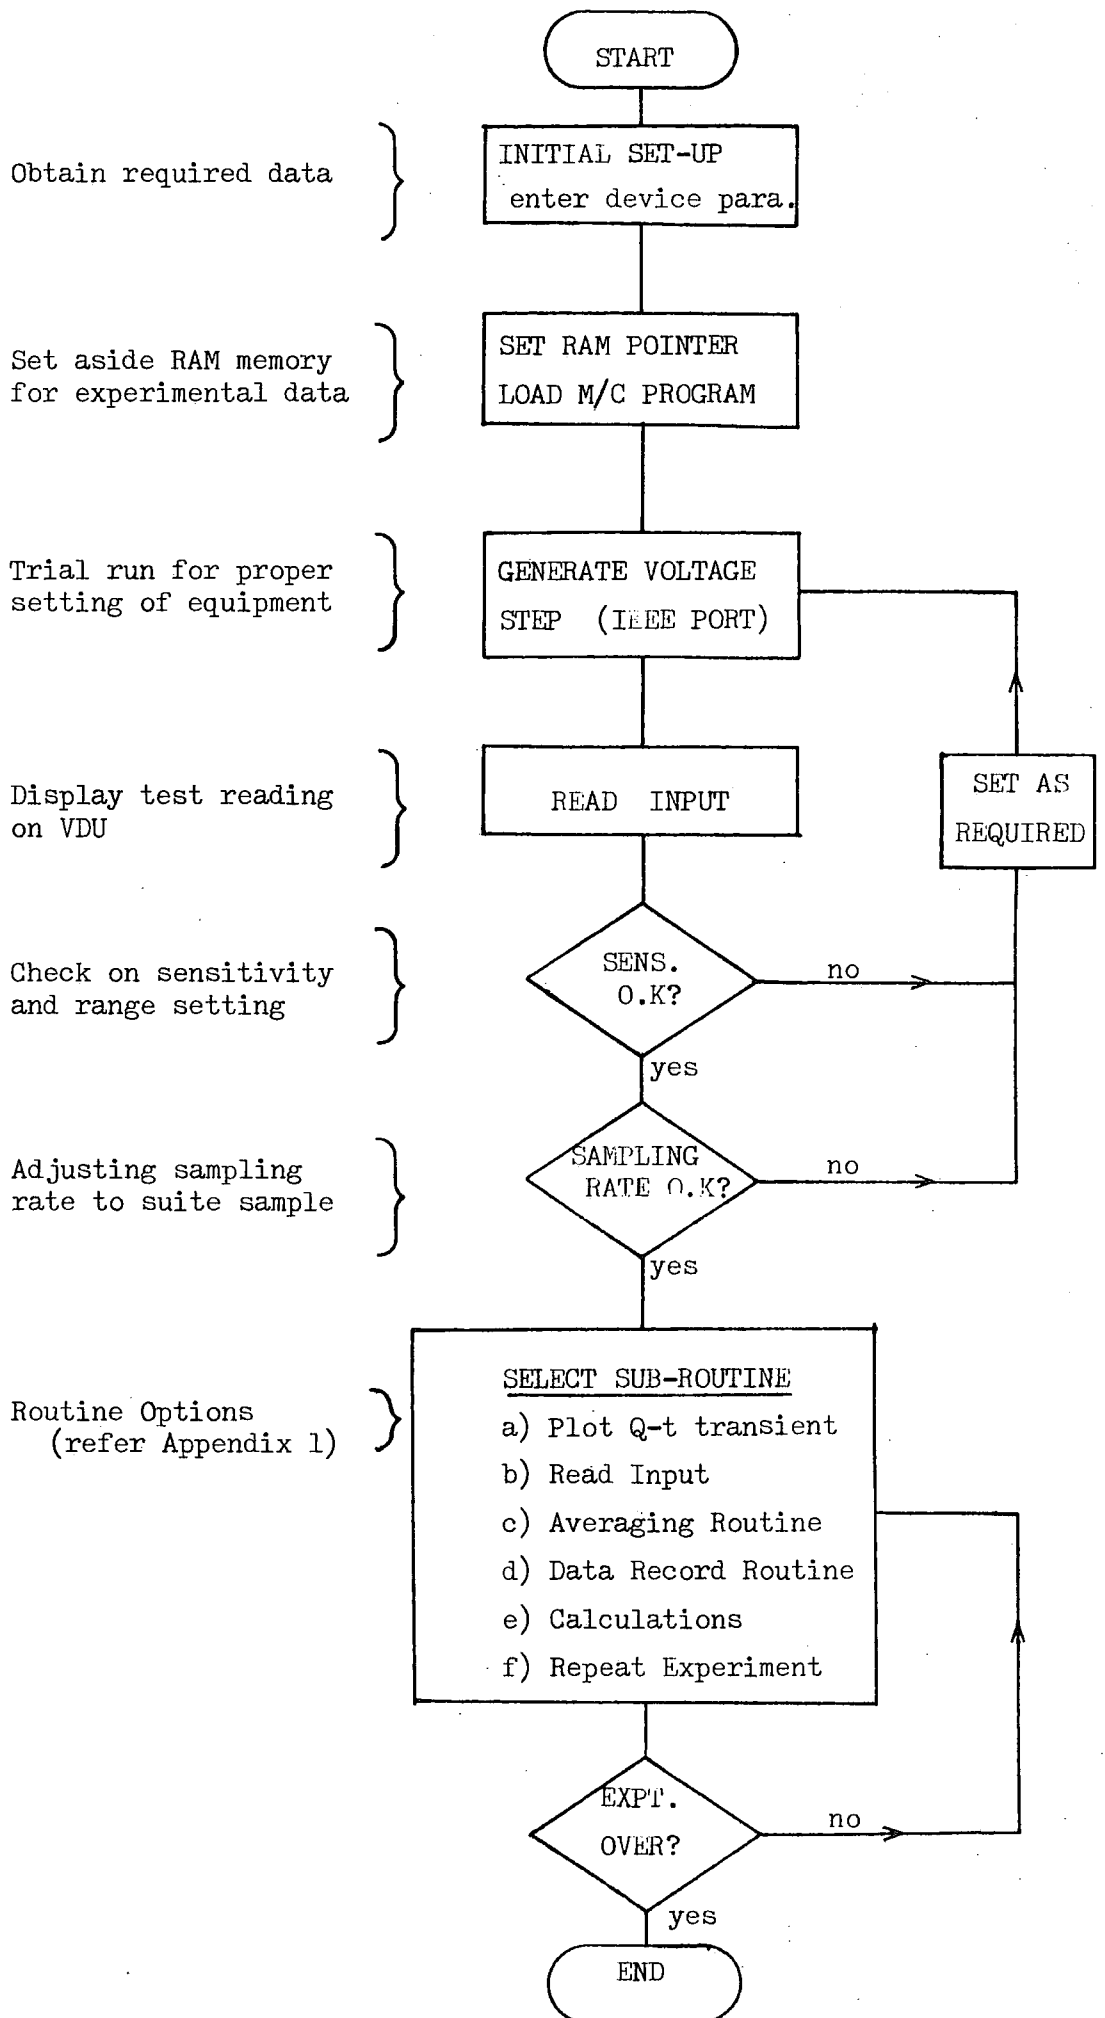 START
Obtain required data
INITIAL SET-UP
enter device para.
Set aside RAM memory
for experimental data
SET RAM POINTER
LOAD M/C PROGRAM
Trial run for proper
setting of equipment
GENERATE VOLTAGE
STEP (IEEE PORT)
Display test reading
on VDU
READ INPUT
SET AS
REQUIRED
Check on sensitivity
and range setting
SENS.
O.K?
no
yes
Adjusting sampling
rate to suite sample
SAMPLING
RATE O.K?
no
yes
Routine Options
(refer Appendix 1)
SELECT SUB-ROUTINE
a) Plot Q-t transient
b) Read Input
c) Averaging Routine
d) Data Record Routine
e) Calculations
f) Repeat Experiment
EXPT.
OVER?
no
yes
END